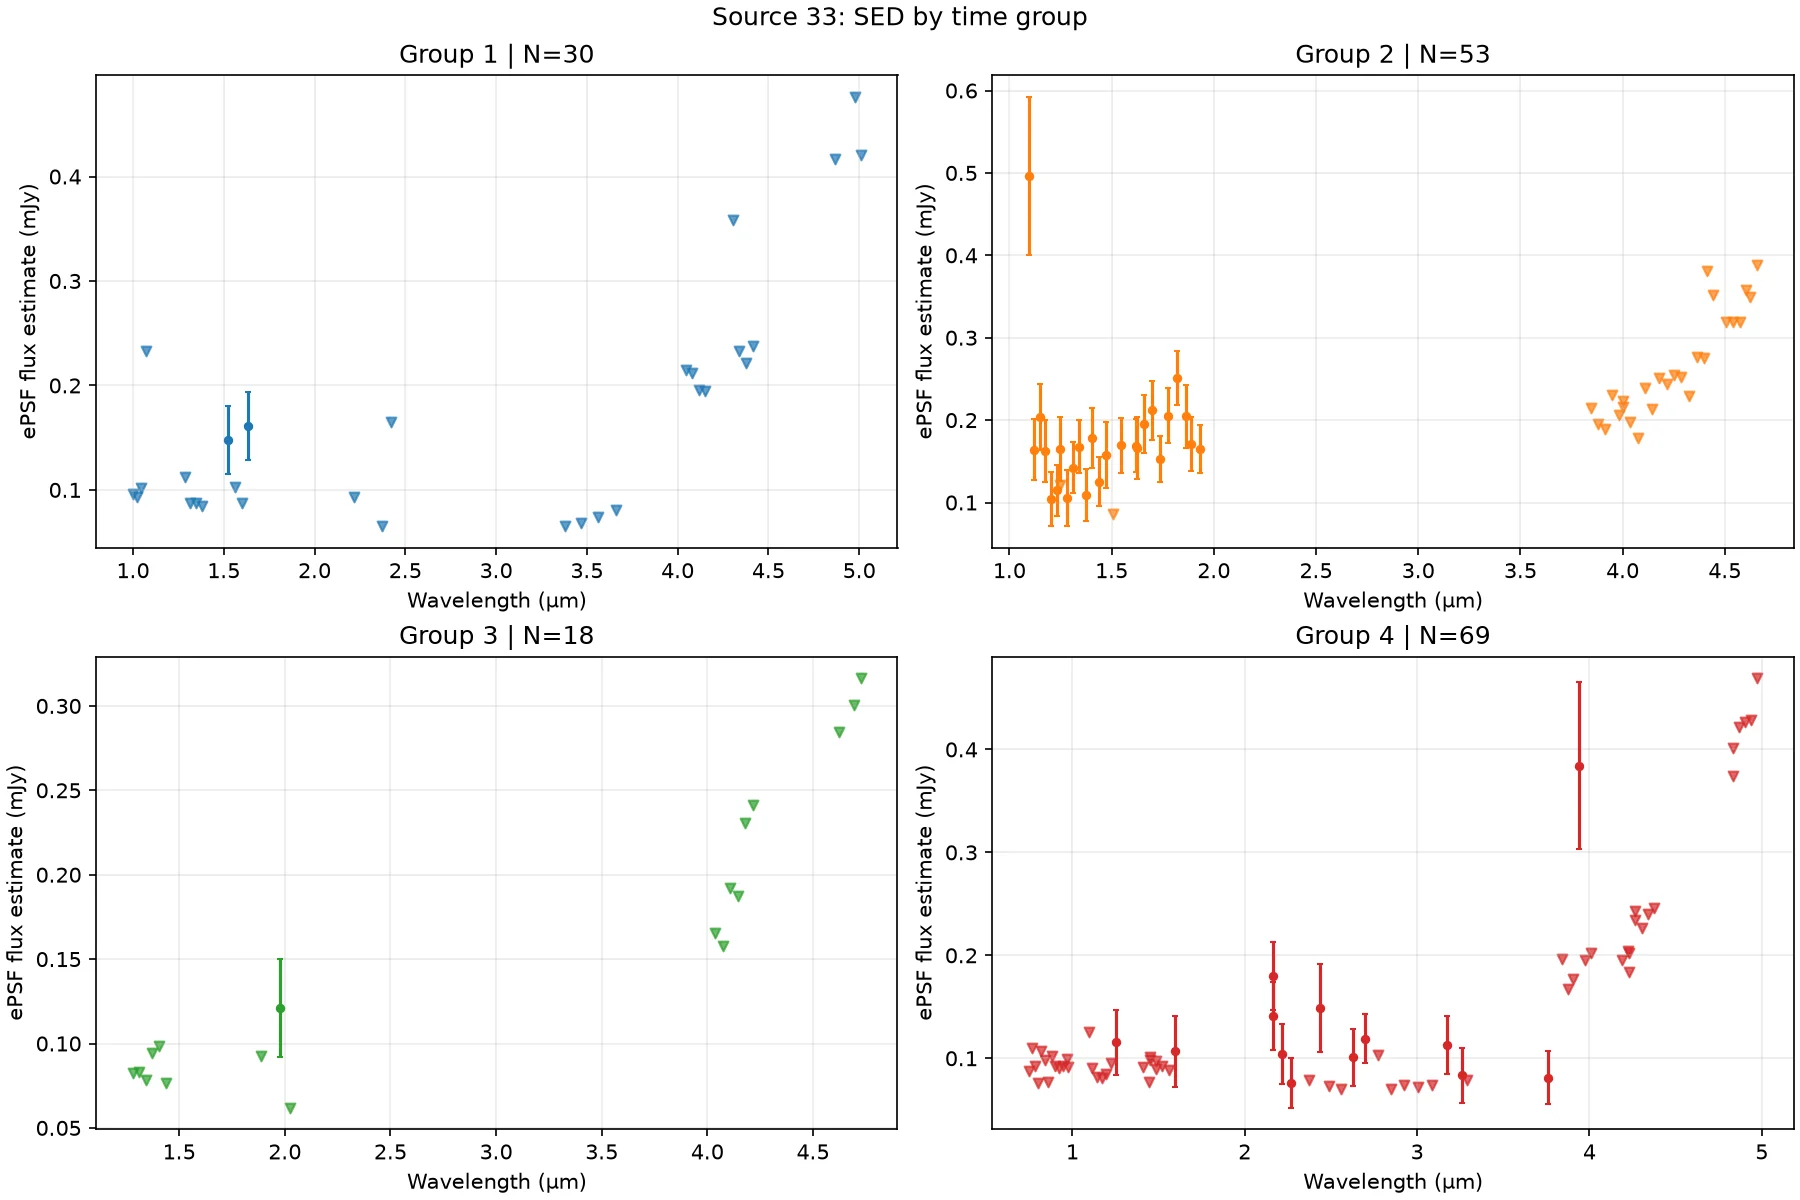 Source 33: SED by time group
Group 1 | N=30
ePSF flux estimate (mJy)
0.4
0.3
0.2
0.1
1.0 1.5 2.0 2.5 3.0 3.5 4.0 4.5 5.0
Wavelength (μm)
Group 2 | N=53
ePSF flux estimate (mJy)
0.6
0.5
0.4
0.3
0.2
0.1
1.0 1.5 2.0 2.5 3.0 3.5 4.0 4.5
Wavelength (μm)
Group 3 | N=18
ePSF flux estimate (mJy)
0.30
0.25
0.20
0.15
0.10
0.05
1.5 2.0 2.5 3.0 3.5 4.0 4.5
Wavelength (μm)
Group 4 | N=69
ePSF flux estimate (mJy)
0.4
0.3
0.2
0.1
1 2 3 4 5
Wavelength (μm)